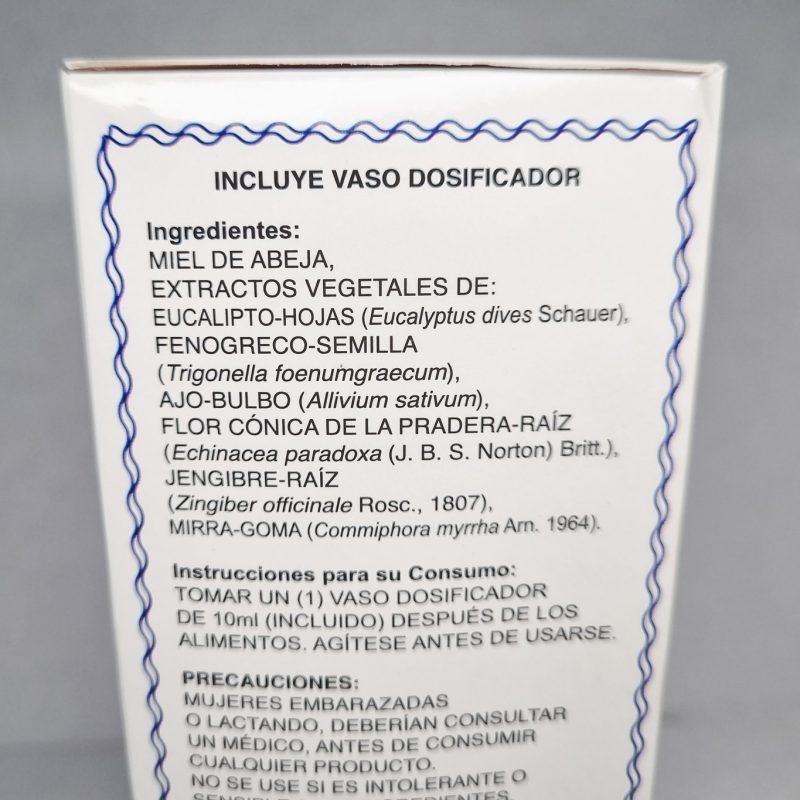 INCLUYE VASO DOSIFICADOR
Ingredientes:
MIEL DE ABEJA,
EXTRACTOS VEGETALES DE:
EUCALIPTO-HOJAS (Eucalyptus dives Schauer),
FENOGRECO-SEMILLA
(Trigonella foenumgraecum),
AJO-BULBO (Allivium sativum),
FLOR CÓNICA DE LA PRADERA-RAÍZ
(Echinacea paradoxa (J. B. S. Norton) Britt.),
JENGIBRE-RAÍZ
(Zingiber officinale Rosc., 1807),
MIRRA-GOMA (Commiphora myrrha Arn. 1964).
Instrucciones para su Consumo:
TOMAR UN (1) VASO DOSIFICADOR
DE 10ml (INCLUIDO) DESPUÉS DE LOS
ALIMENTOS. AGÍTESE ANTES DE USARSE.
PRECAUCIONES:
MUJERES EMBARAZADAS
O LACTANDO, DEBERÍAN CONSULTAR
UN MÉDICO, ANTES DE CONSUMIR
CUALQUIER PRODUCTO.
NO SE USE SI ES INTOLERANTE O